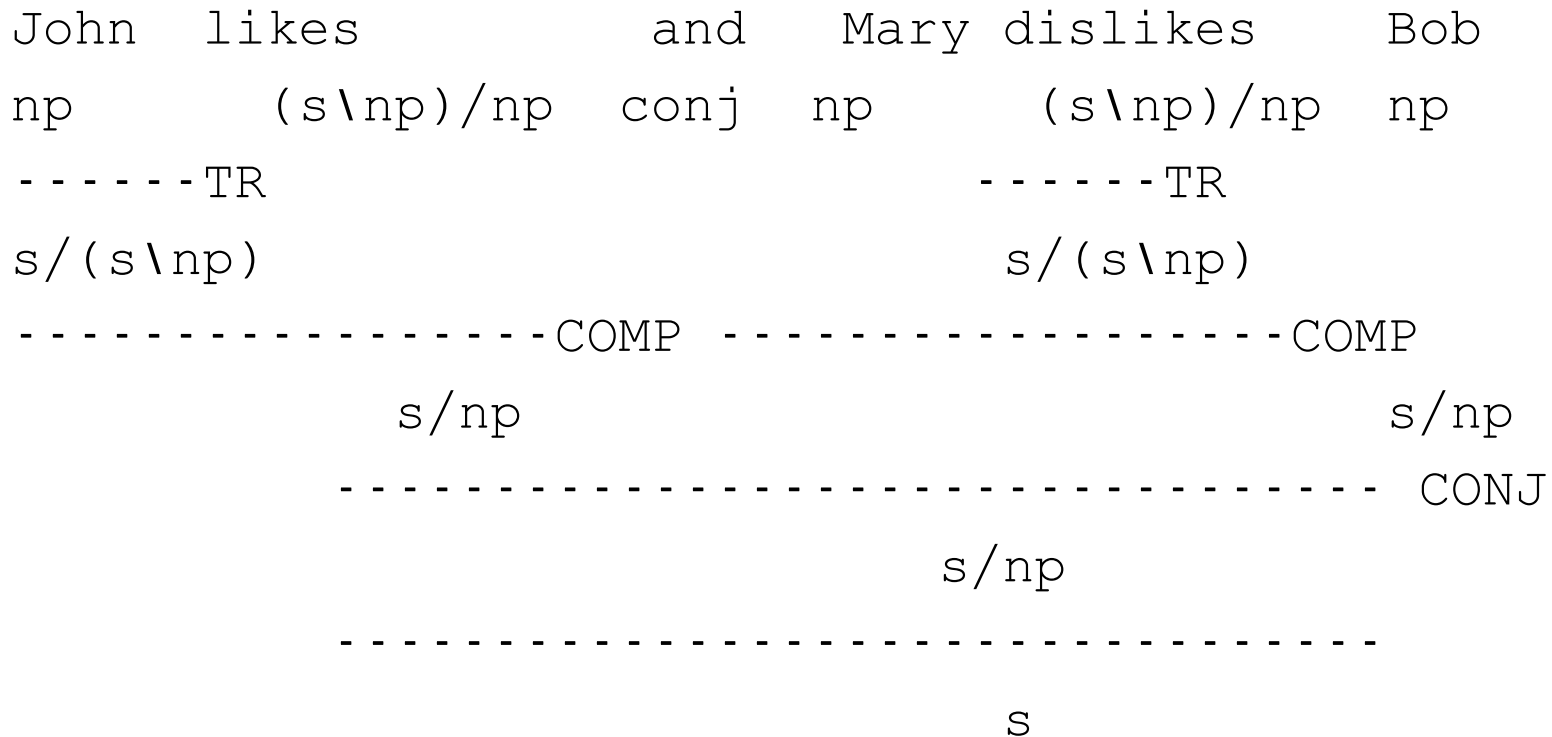 John likes and Mary dislikes Bob
np (s\np)/np conj np (s\np)/np np
------TR ------TR
s/(s\np) s/(s\np)
-----------------COMP ------------------COMP
s/np s/np
--------------------------------- CONJ
s/np
---------------------------------
s